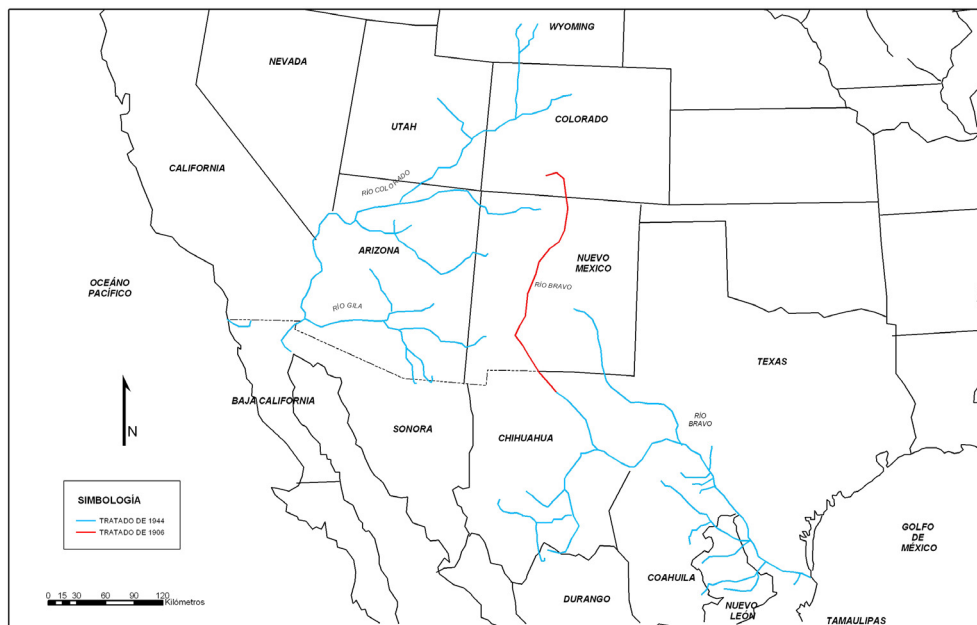 WYOMING
NEVADA
UTAH
COLORADO
CALIFORNIA
RÍO COLORADO
ARIZONA
NUEVO
MEXICO
OCEÁNO
PACÍFICO
RÍO BRAVO
RÍO GILA
TEXAS
BAJA CALIFORNIA
N
SONORA
CHIHUAHUA
RÍO
BRAVO
SIMBOLOGÍA
TRATADO DE 1944
TRATADO DE 1906
GOLFO
DE
MÉXICO
COAHUILA
0 15 30 60 90 120
Kilómetros
DURANGO
NUEVO
LEÓN
TAMAULIPAS